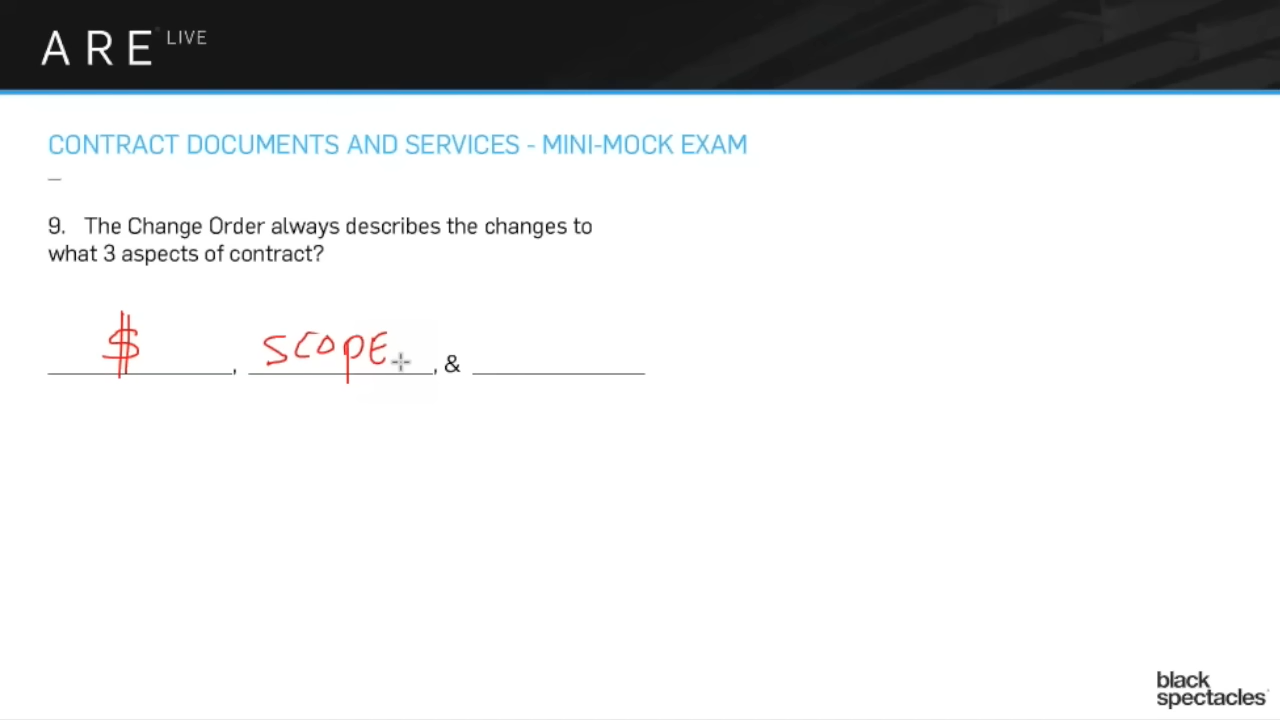 ARE LIVE
CONTRACT DOCUMENTS AND SERVICES - MINI-MOCK EXAM
9. The Change Order always describes the changes to
what 3 aspects of contract?
$, SCOPE, &
black
spectacles